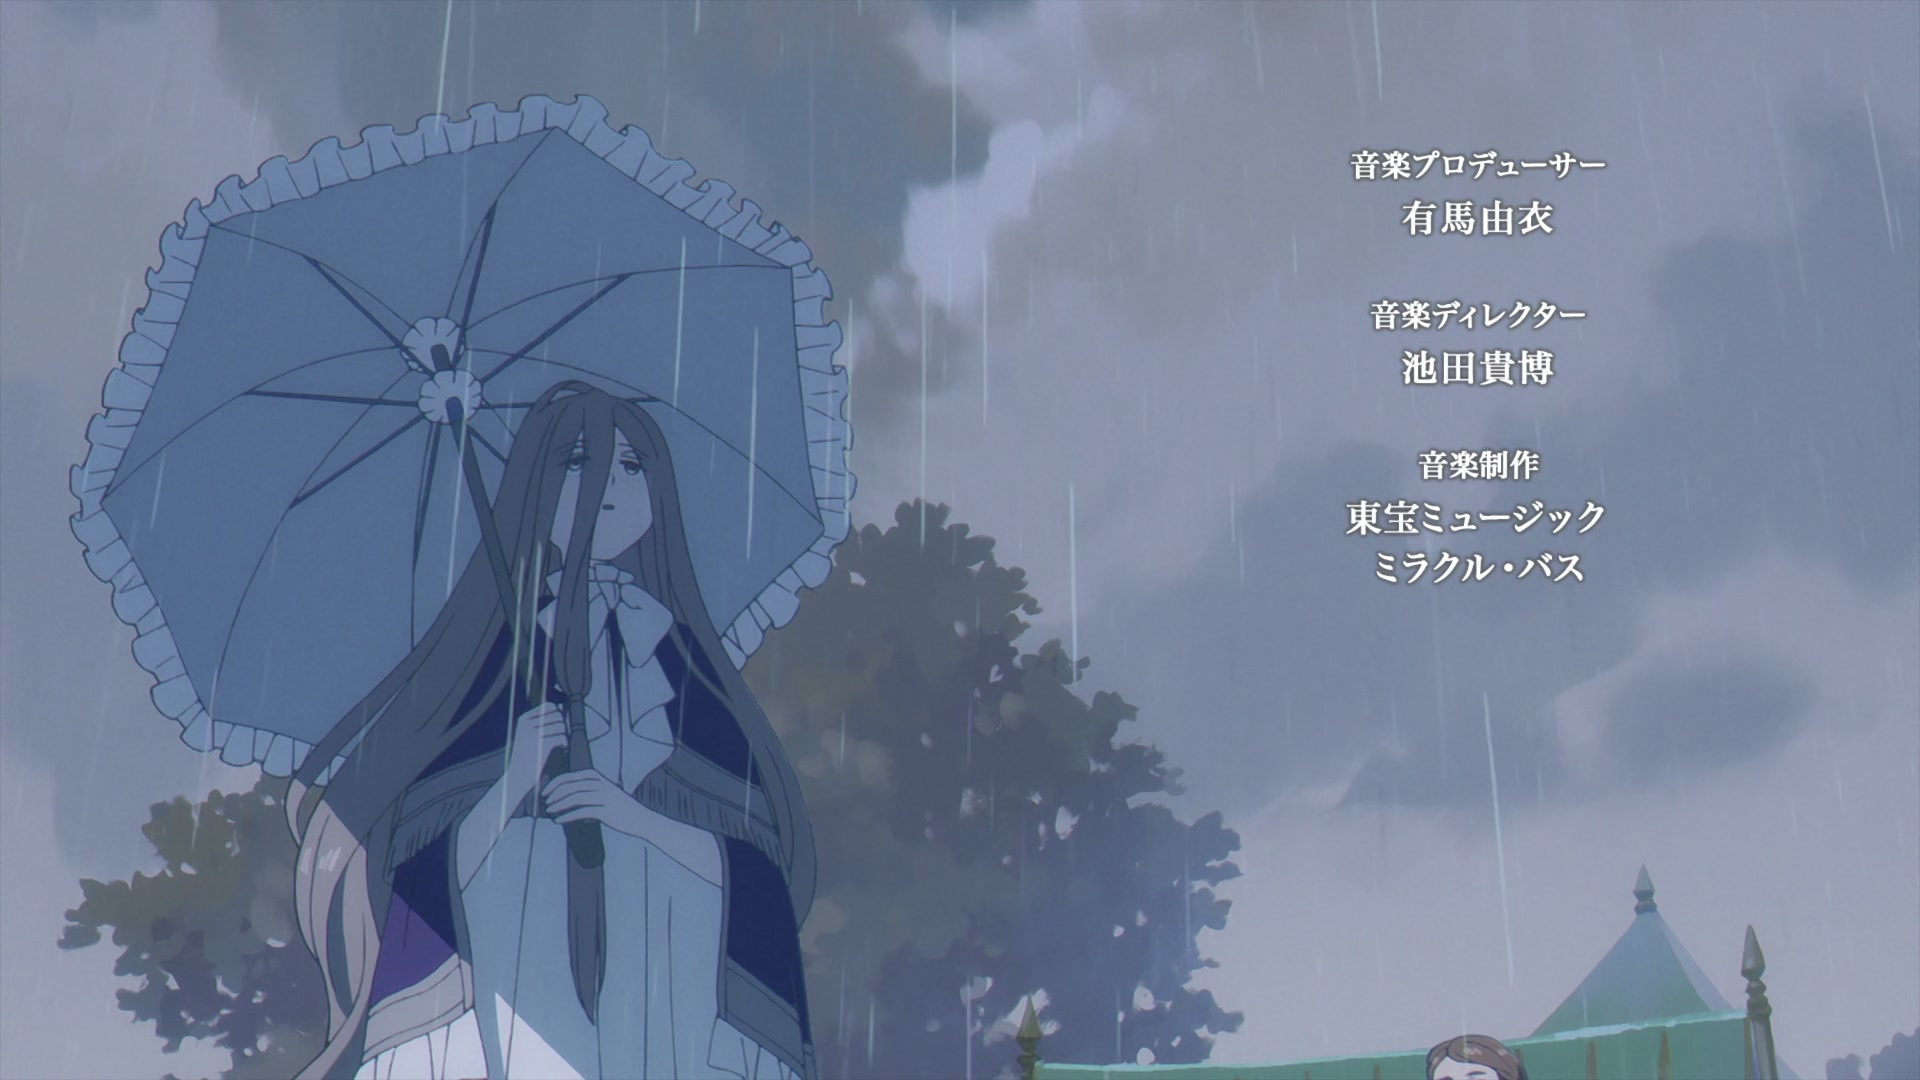 音楽プロデューサー
有馬由衣
音楽ディレクター
池田貴博
音楽制作
東宝ミュージック
ミラクル・バス